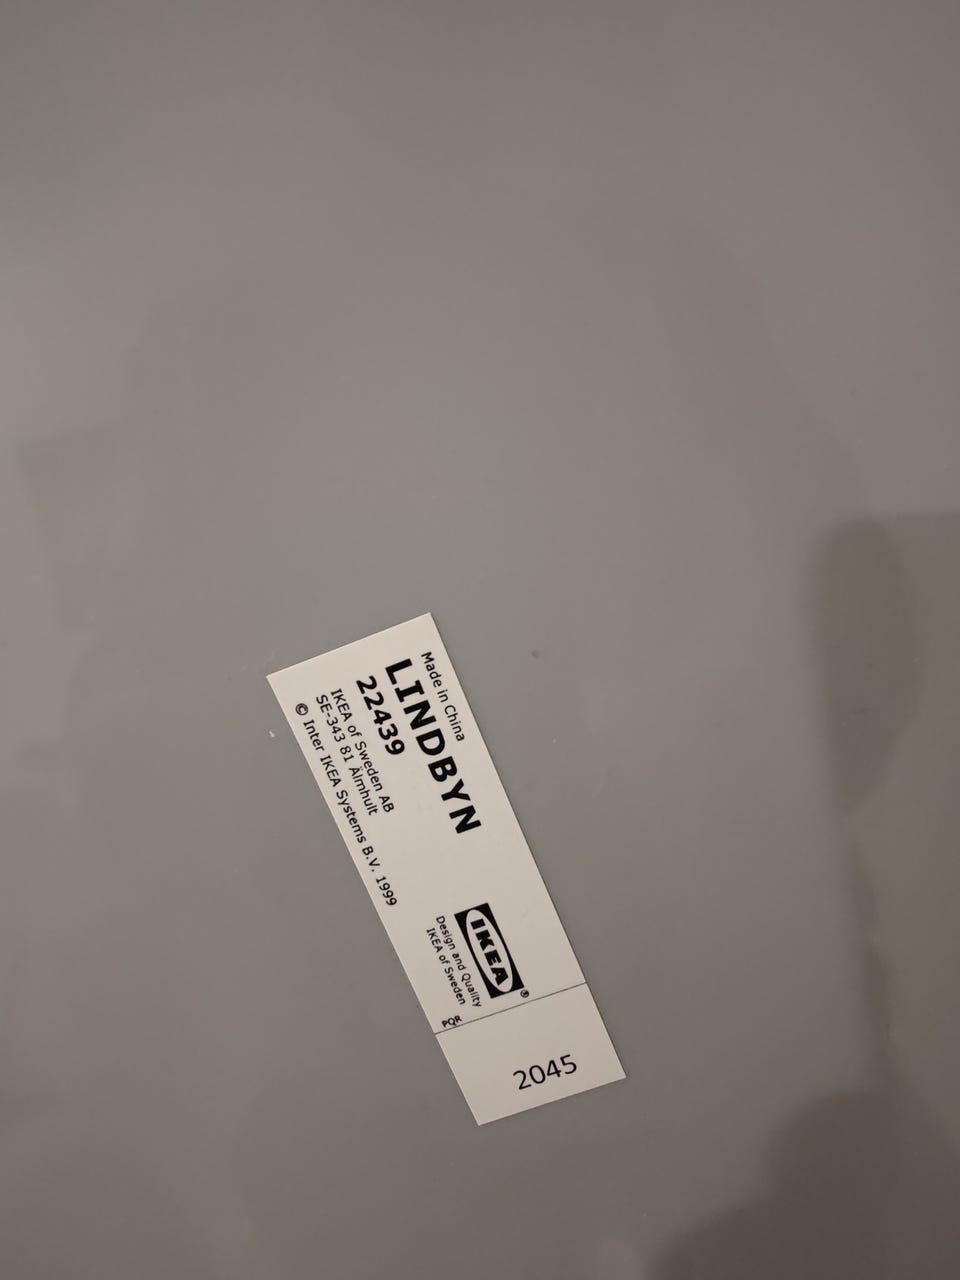 Made in China
LINDBYN
22439
IKEA of Sweden AB
SE-343 81 Älmhult
© Inter IKEA Systems B.V. 1999
IKEA®
Design and Quality
IKEA of Sweden
PQR
2045